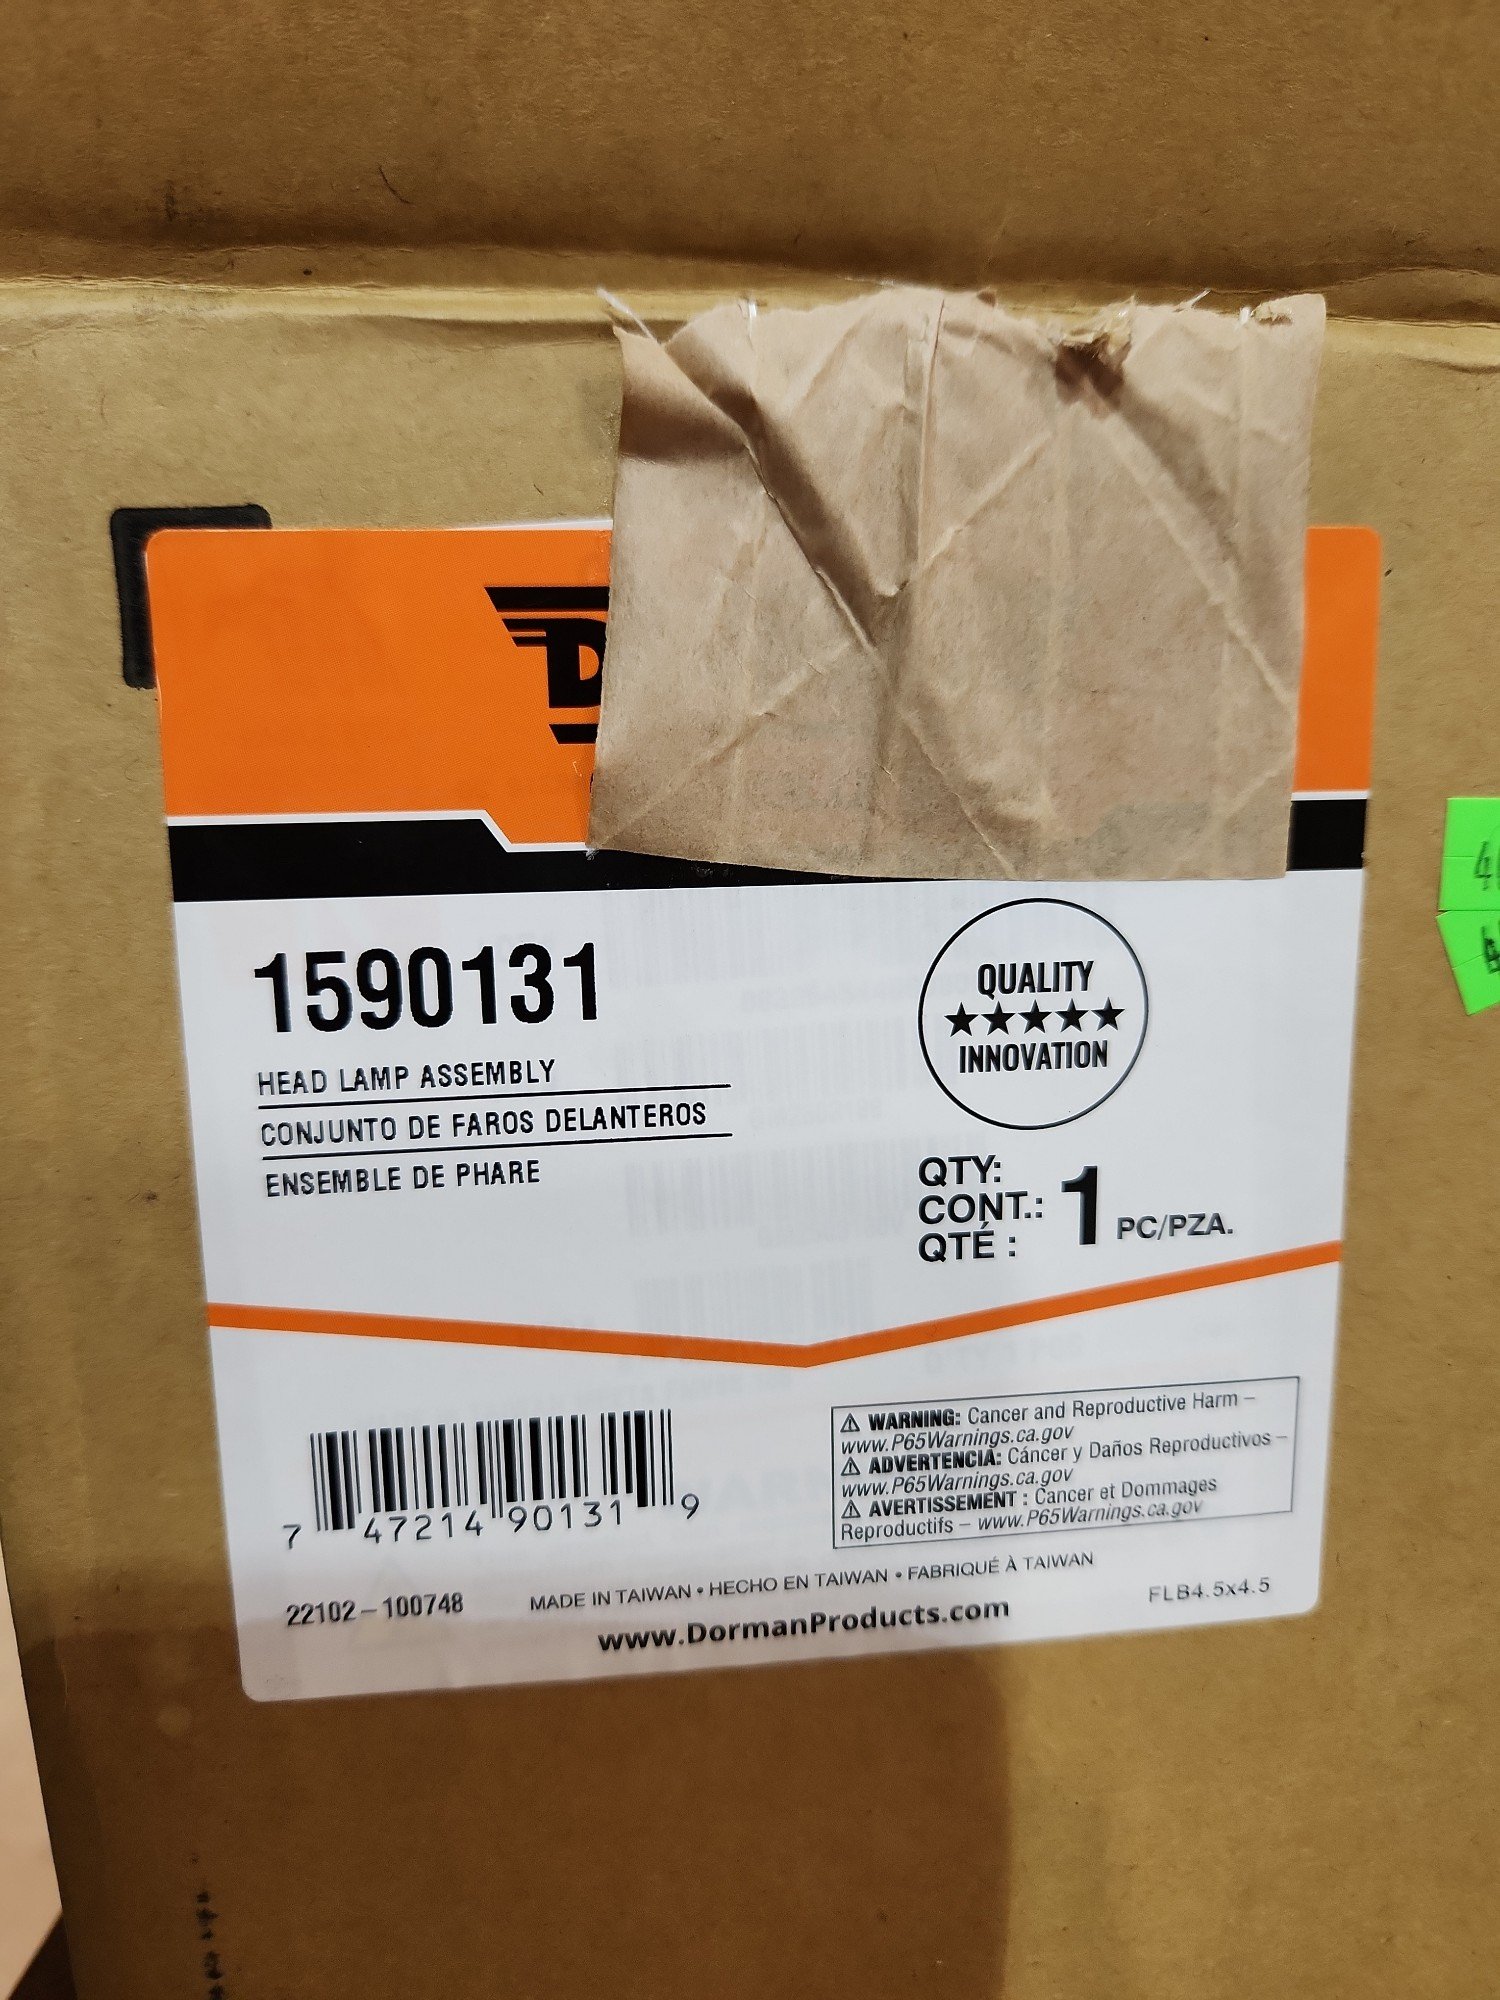 D
1590131
HEAD LAMP ASSEMBLY
CONJUNTO DE FAROS DELANTEROS
ENSEMBLE DE PHARE
QUALITY
★★★★★
INNOVATION
QTY:
CONT.:
QTÉ :
1 PC/PZA.
⚠ WARNING: Cancer and Reproductive Harm –
www.P65Warnings.ca.gov
⚠ ADVERTENCIA: Cáncer y Daños Reproductivos –
www.P65Warnings.ca.gov
⚠ AVERTISSEMENT : Cancer et Dommages
Reproductifs – www.P65Warnings.ca.gov
7 47214 90131 9
22102-100748
MADE IN TAIWAN • HECHO EN TAIWAN • FABRIQUÉ À TAIWAN
FLB4.5x4.5
www.DormanProducts.com